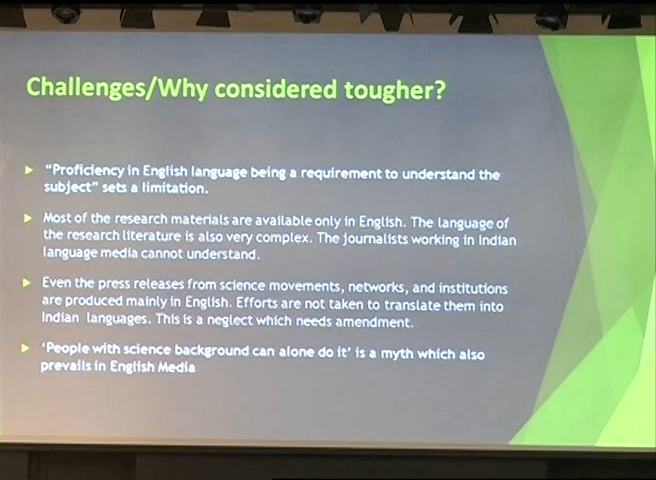 Challenges/Why considered tougher?
"Proficiency in English language being a requirement to understand the
subject" sets a limitation.
Most of the research materials are available only in English. The language of
the research literature is also very complex. The journalists working in Indian
language media cannot understand.
Even the press releases from science movements, networks, and institutions
are produced mainly in English. Efforts are not taken to translate them into
Indian languages. This is a neglect which needs amendment.
'People with science background can alone do it' is a myth which also
prevails in English Media